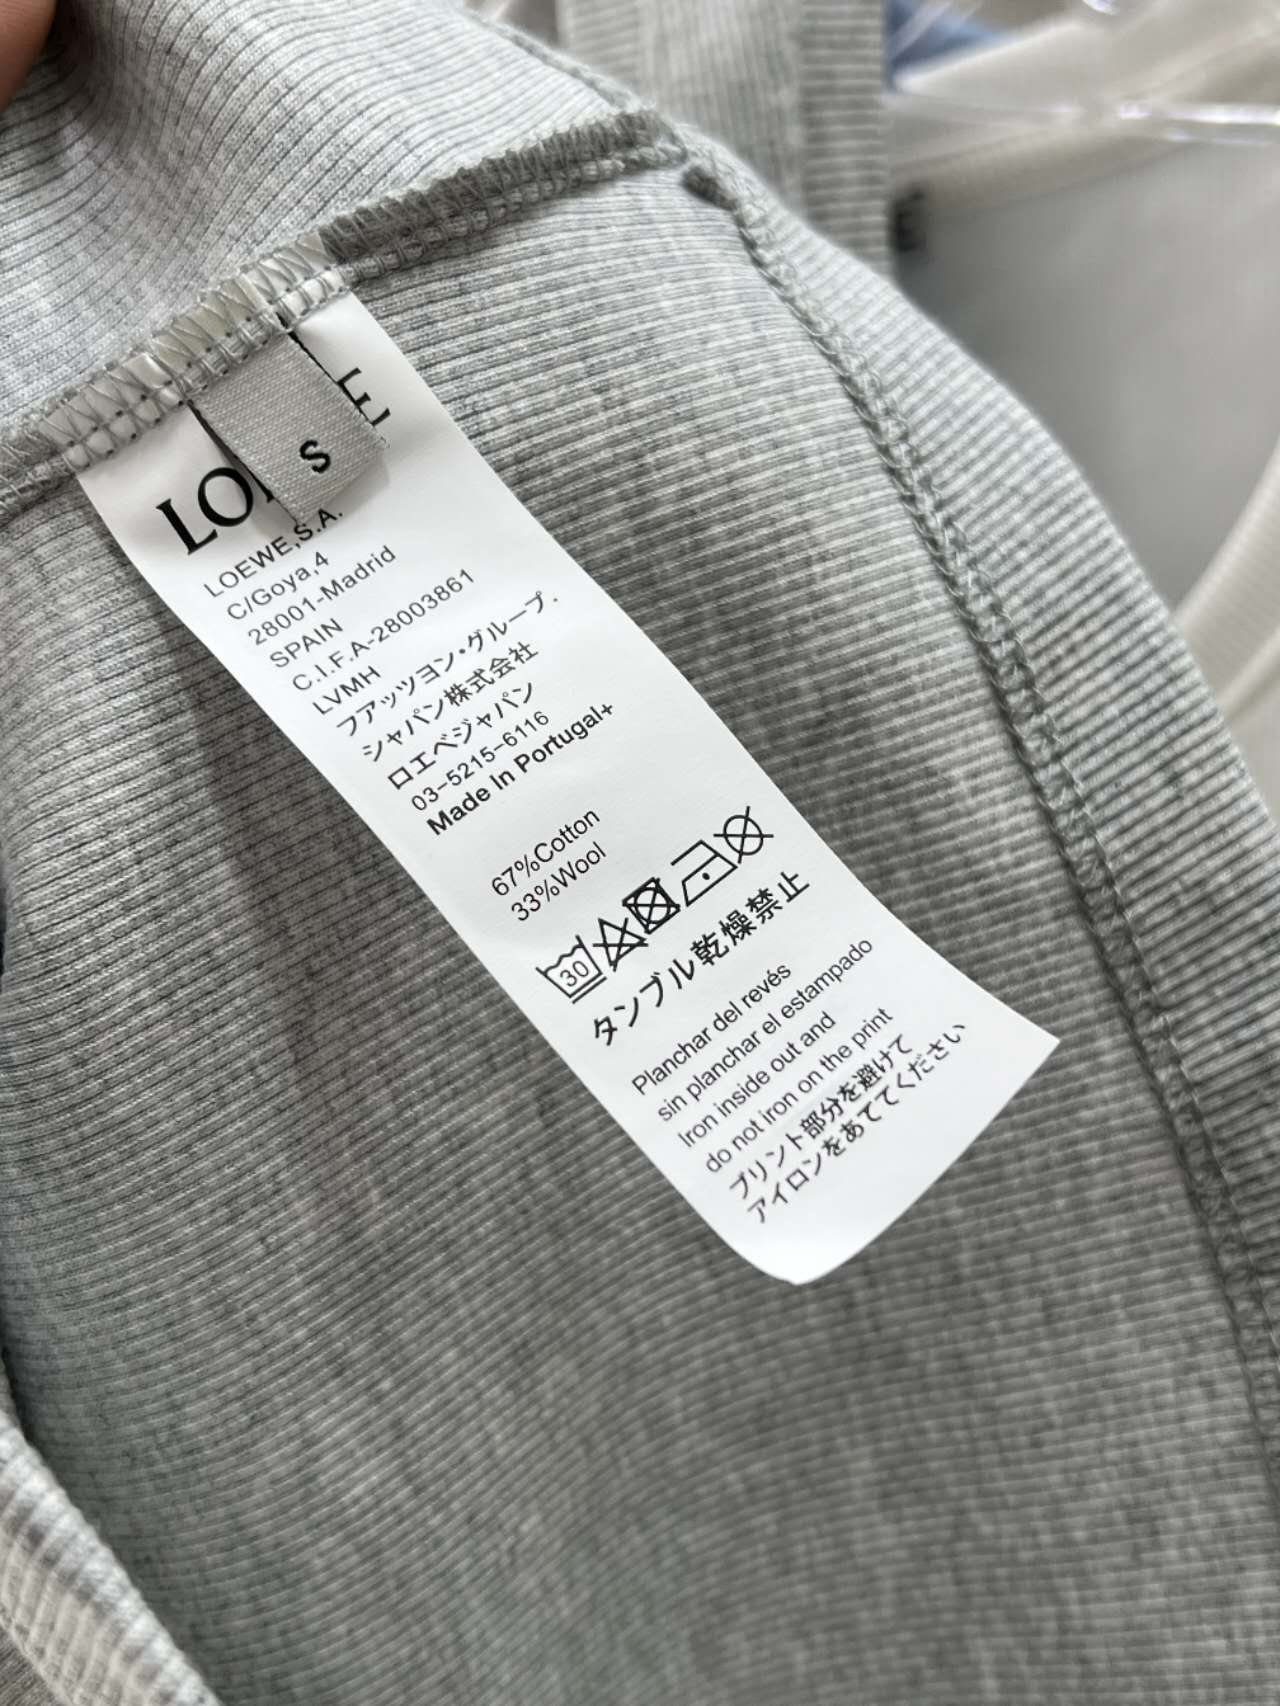 LOEWE
S
LOEWE,S.A.
C/Goya,4
28001-Madrid
SPAIN
C.I.F.A-28003861
LVMH
フアッツヨン・グループ.
シャパン株式会社
ロエベジャパン
03-5215-6116
Made In Portugal+
67%Cotton
33%Wool
30
タンブル乾燥禁止
Planchar del revés
sin planchar el estampado
Iron inside out and
do not iron on the print
プリント部分を避けて
アイロンをあててください